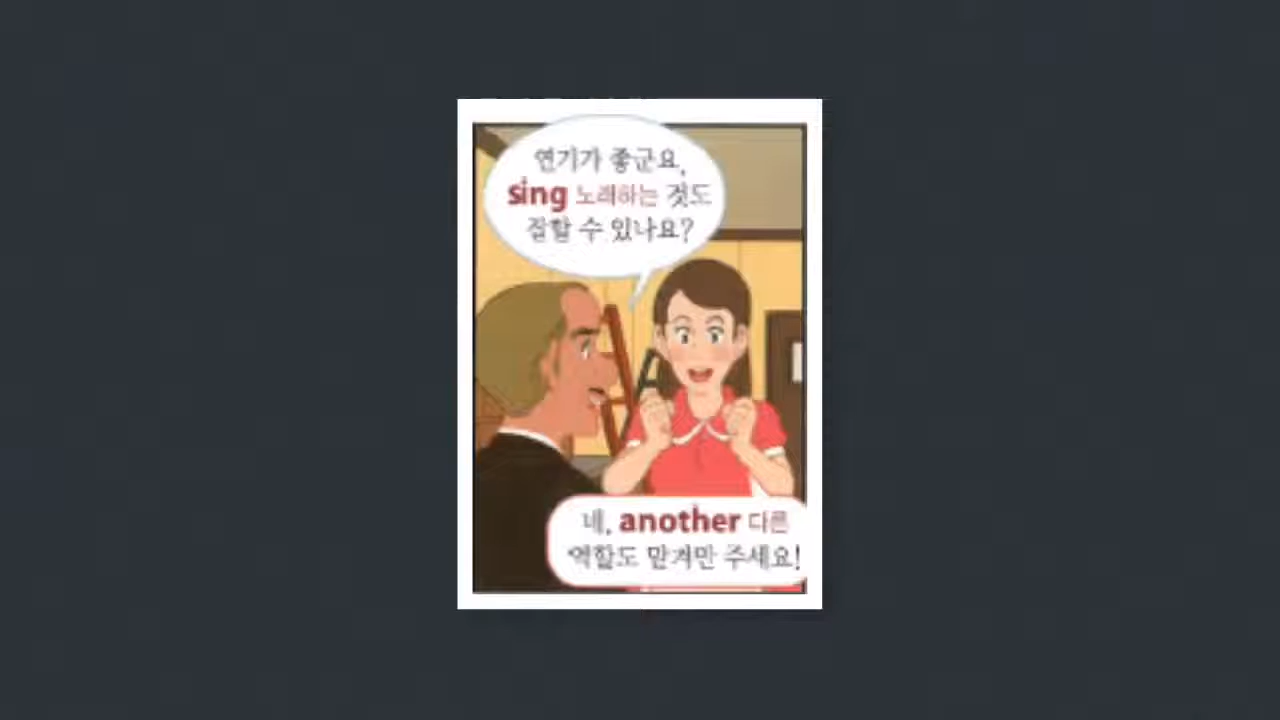 연기가 좋군요,
sing 노래하는 것도
잘할 수 있나요?
네, another 다른
역할도 맡겨만 주세요!